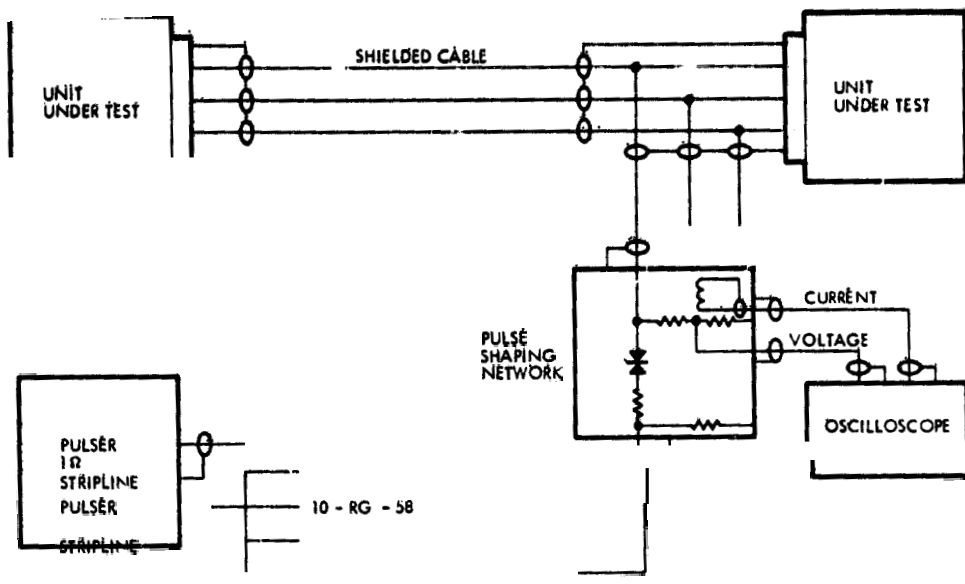 SHIELDED CABLE
UNIT
UNDER TEST
UNIT
UNDER TEST
CURRENT
VOLTAGE
PULSE
SHAPING
NETWORK
OSCILLOSCOPE
PULSER
1Ω
STRIPLINE
PULSER
STRIPLINE
10 - RG - 58